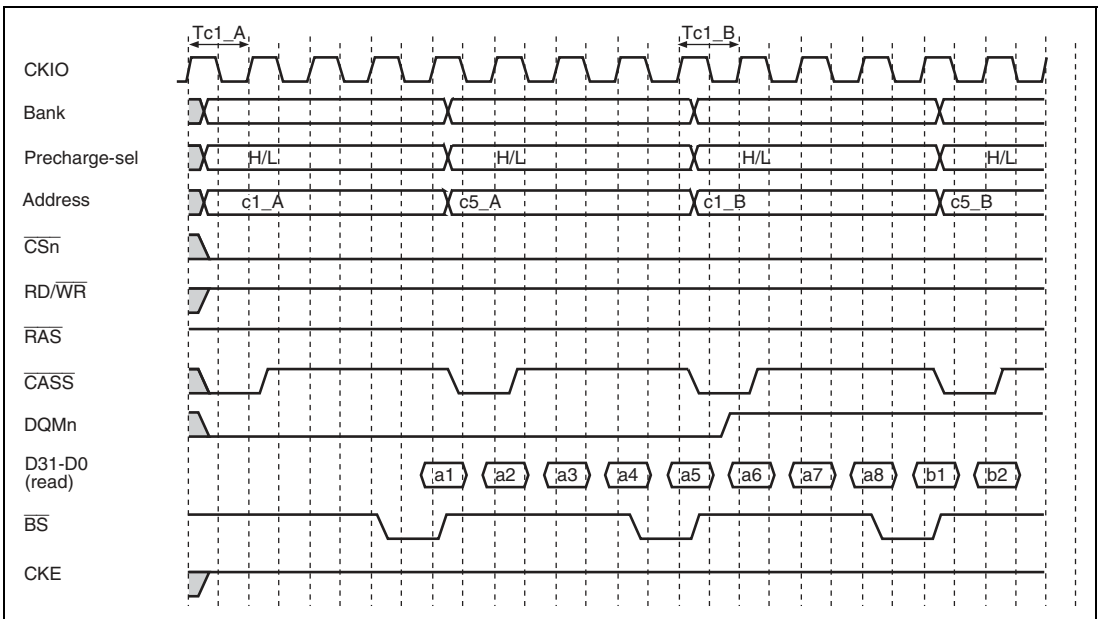 Tc1_A Tc1_B
CKIO
Bank
Precharge-sel H/L H/L H/L H/L
Address c1_A c5_A c1_B c5_B
CSn
RD/WR
RAS
CASS
DQMn
D31-D0
(read) a1 a2 a3 a4 a5 a6 a7 a8 b1 b2
BS
CKE